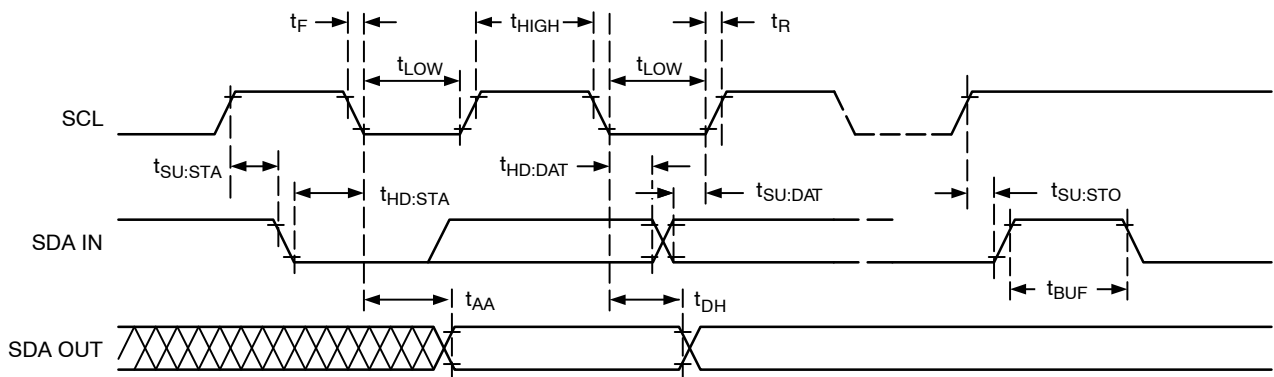 tF
tHIGH
tR
tLOW
tLOW
SCL
tSU:STA
tHD:STA
tHD:DAT
tSU:DAT
tSU:STO
SDA IN
tAA
tDH
tBUF
SDA OUT